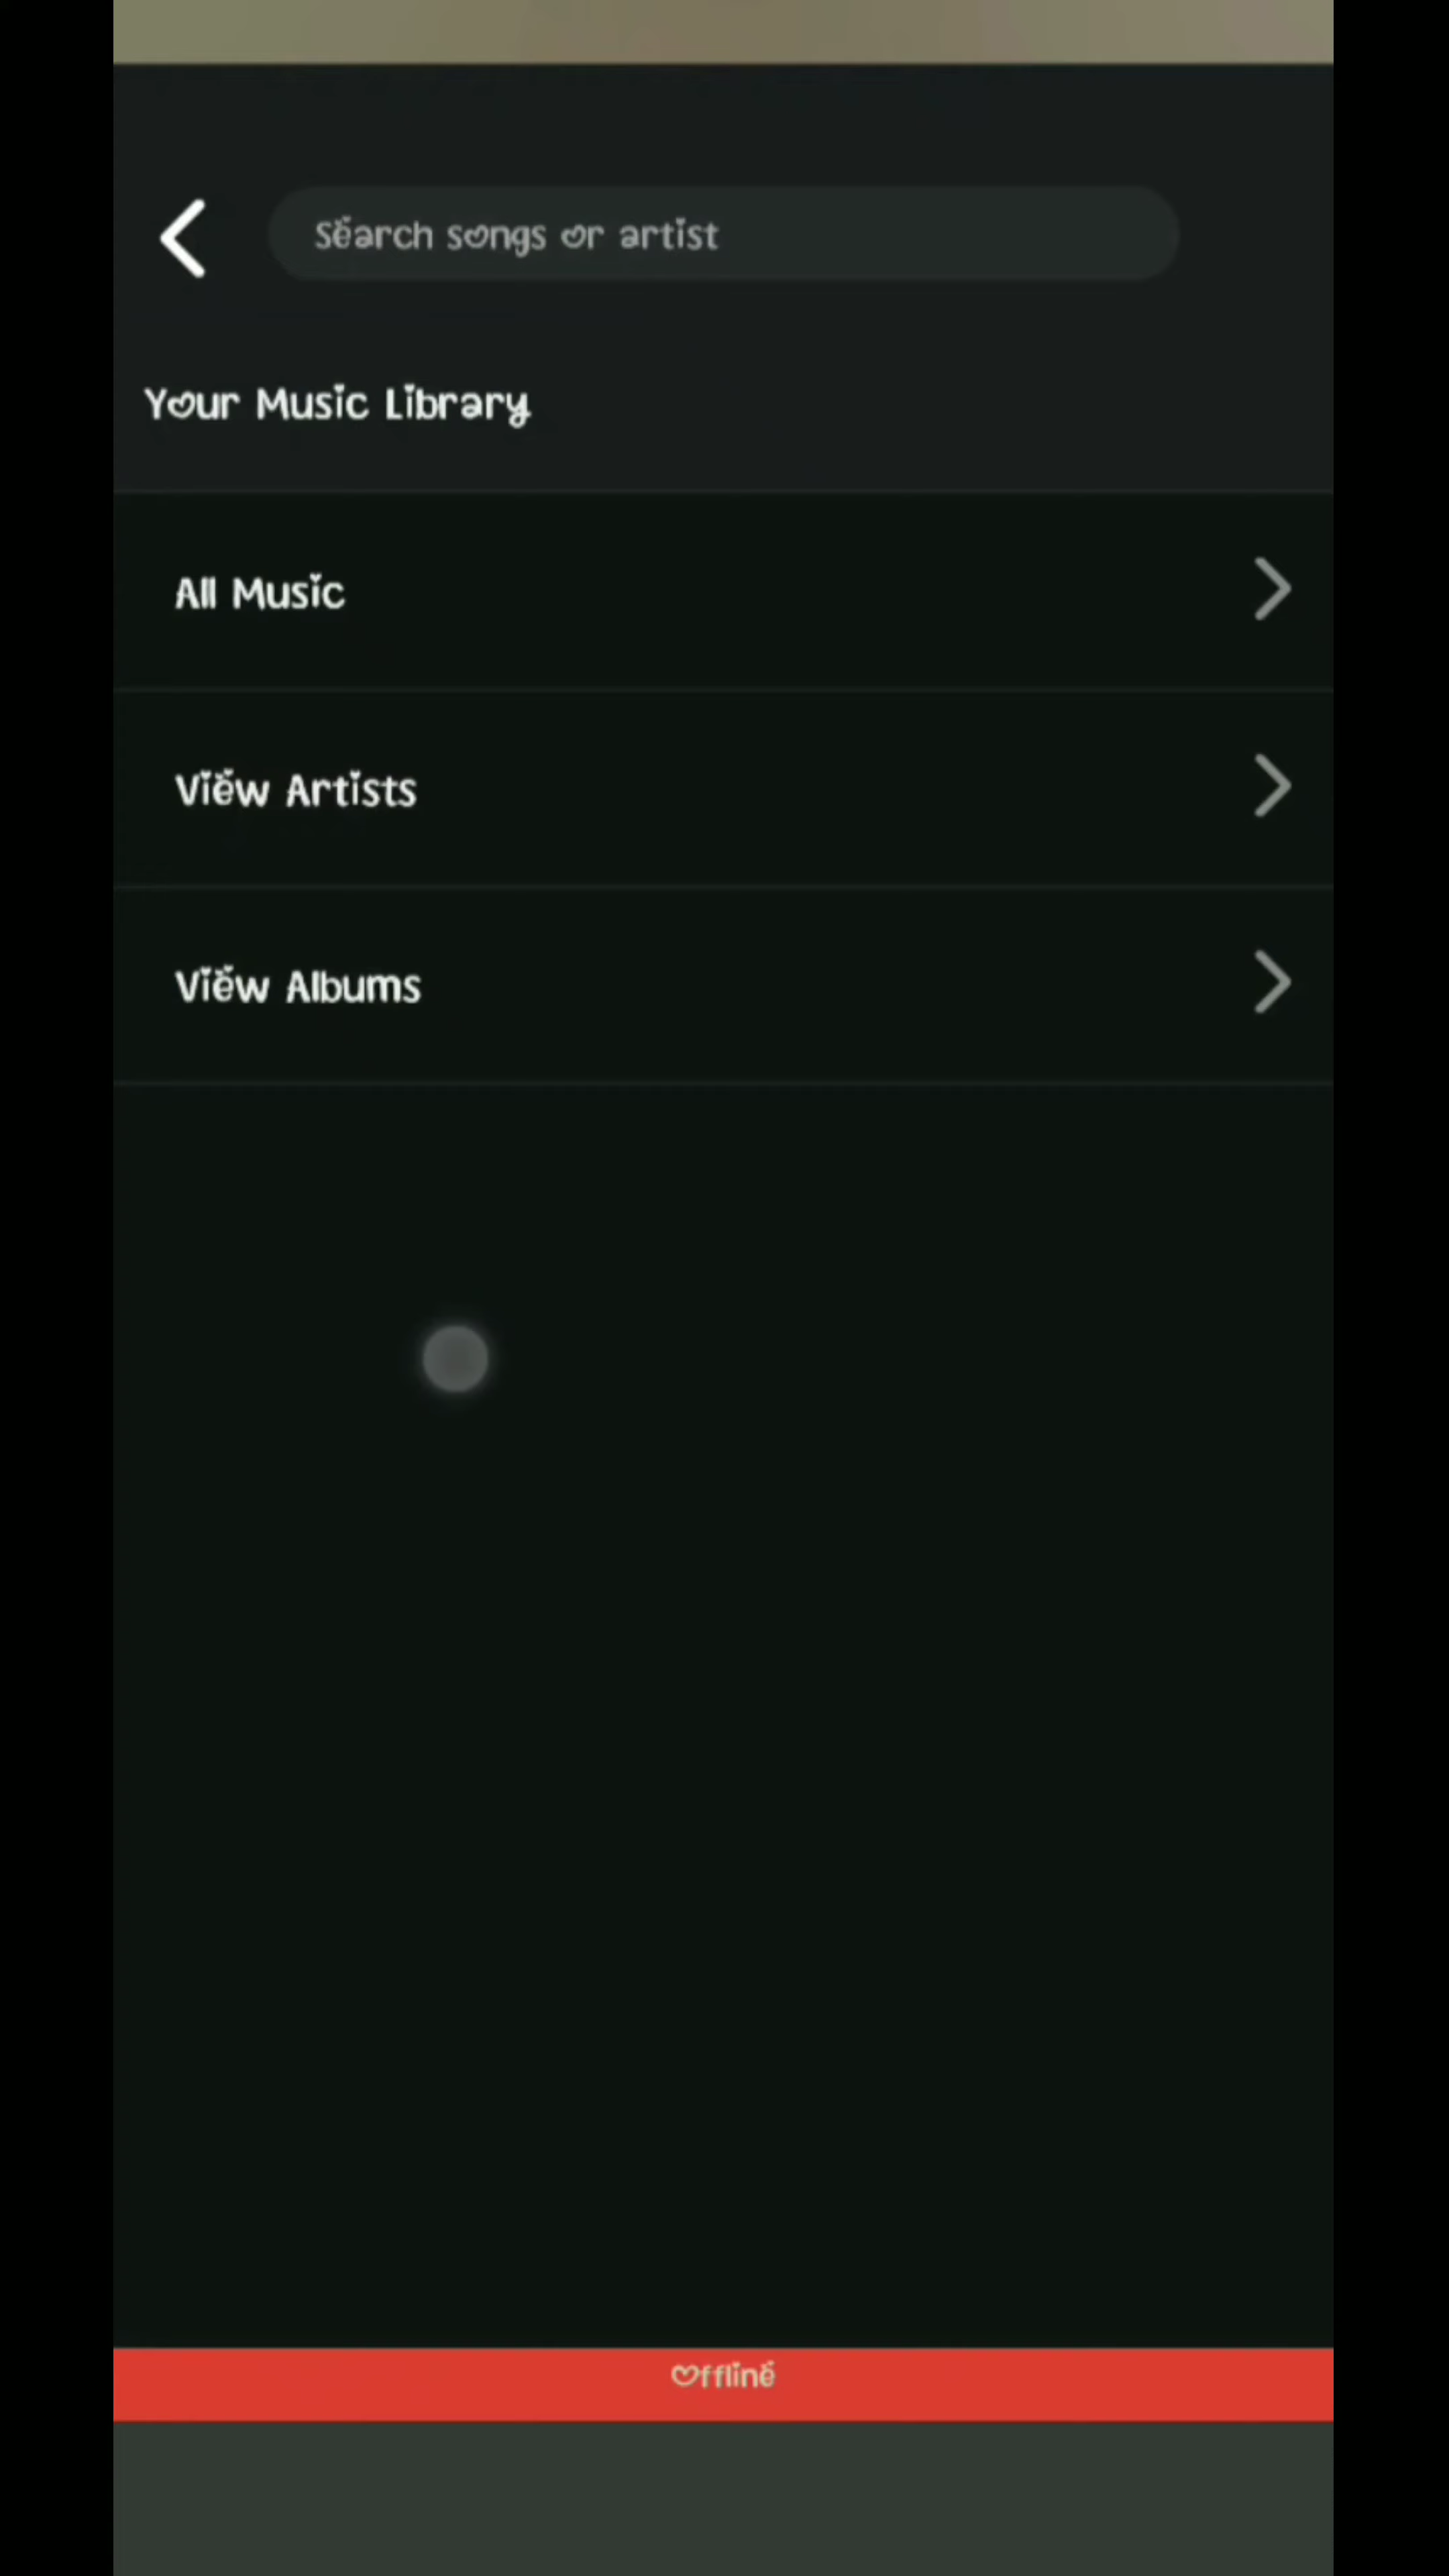 Search songs or artist
Your Music Library
All Music
View Artists
View Albums
Offline